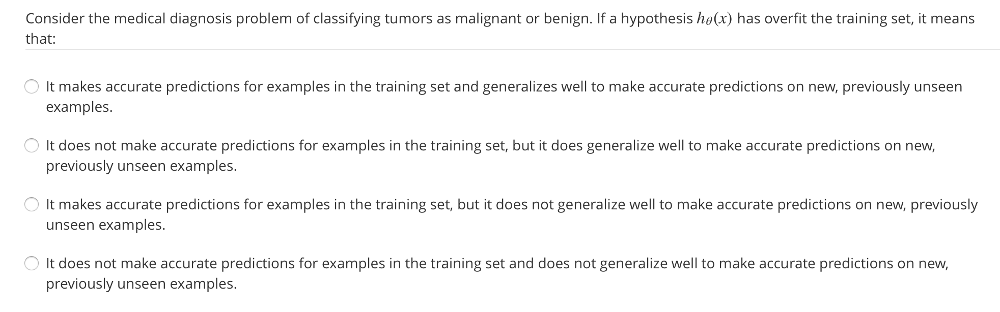 Consider the medical diagnosis problem of classifying tumors as malignant or benign. If a hypothesis hθ(x) has overfit the training set, it means
that:
It makes accurate predictions for examples in the training set and generalizes well to make accurate predictions on new, previously unseen
examples.
It does not make accurate predictions for examples in the training set, but it does generalize well to make accurate predictions on new,
previously unseen examples.
It makes accurate predictions for examples in the training set, but it does not generalize well to make accurate predictions on new, previously
unseen examples.
It does not make accurate predictions for examples in the training set and does not generalize well to make accurate predictions on new,
previously unseen examples.